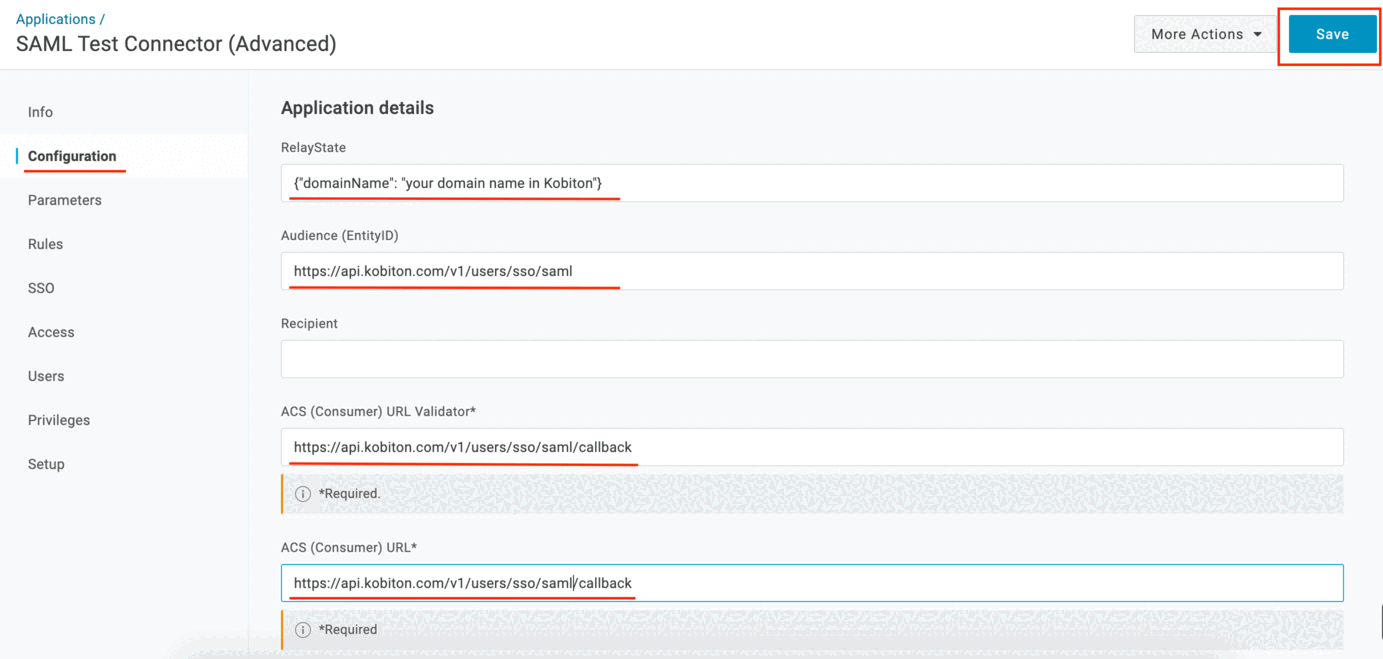 Applications /
SAML Test Connector (Advanced)
More Actions
Save
Info
Configuration
Parameters
Rules
SSO
Access
Users
Privileges
Setup
Application details
RelayState
{"domainName": "your domain name in Kobiton"}
Audience (EntityID)
https://api.kobiton.com/v1/users/sso/saml
Recipient
ACS (Consumer) URL Validator*
https://api.kobiton.com/v1/users/sso/saml/callback
*Required.
ACS (Consumer) URL*
https://api.kobiton.com/v1/users/sso/saml/callback
*Required